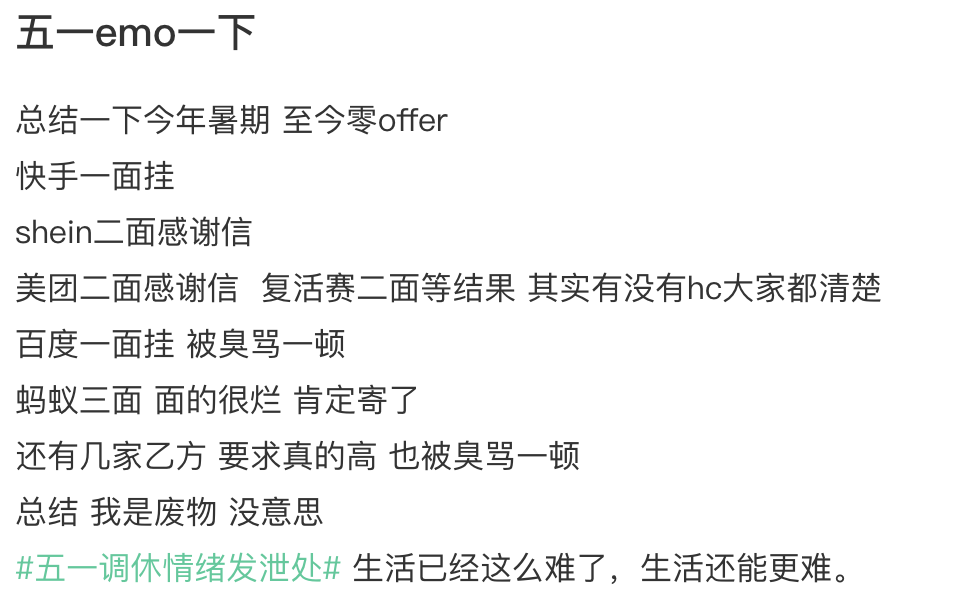 五一emo一下
总结一下今年暑期 至今零offer
快手一面挂
shein二面感谢信
美团二面感谢信  复活赛二面等结果 其实有没有hc大家都清楚
百度一面挂 被臭骂一顿
蚂蚁三面 面的很烂 肯定寄了
还有几家乙方 要求真的高 也被臭骂一顿
总结 我是废物 没意思
#五一调休情绪发泄处# 生活已经这么难了，生活还能更难。